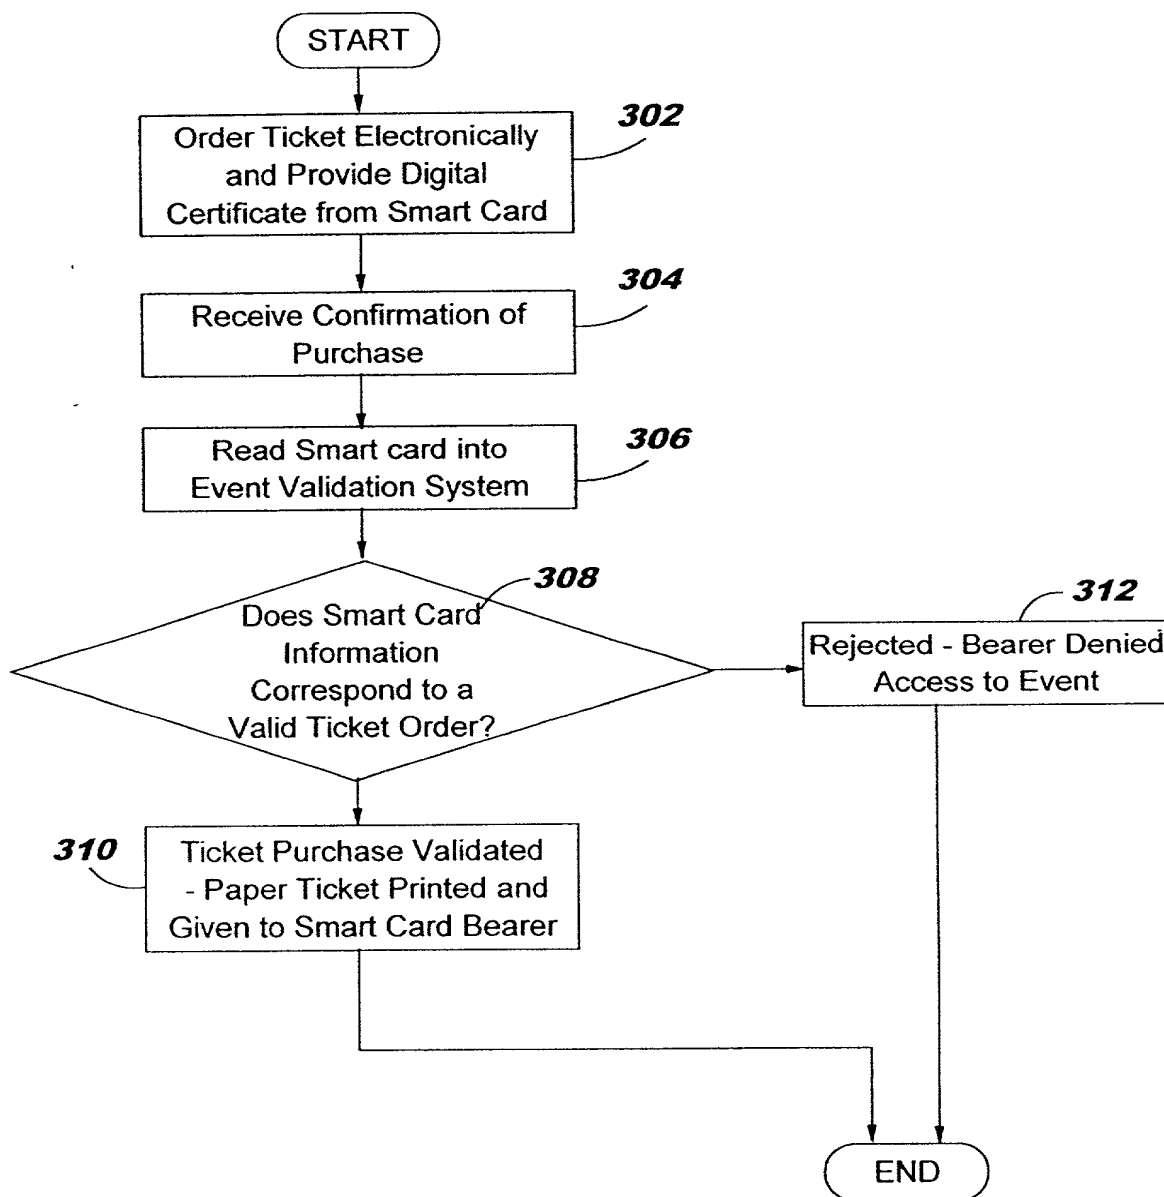 START
302
Order Ticket Electronically
and Provide Digital
Certificate from Smart Card
304
Receive Confirmation of
Purchase
306
Read Smart card into
Event Validation System
308
Does Smart Card
Information
Correspond to a
Valid Ticket Order?
312
Rejected - Bearer Denied
Access to Event
310
Ticket Purchase Validated
- Paper Ticket Printed and
Given to Smart Card Bearer
END